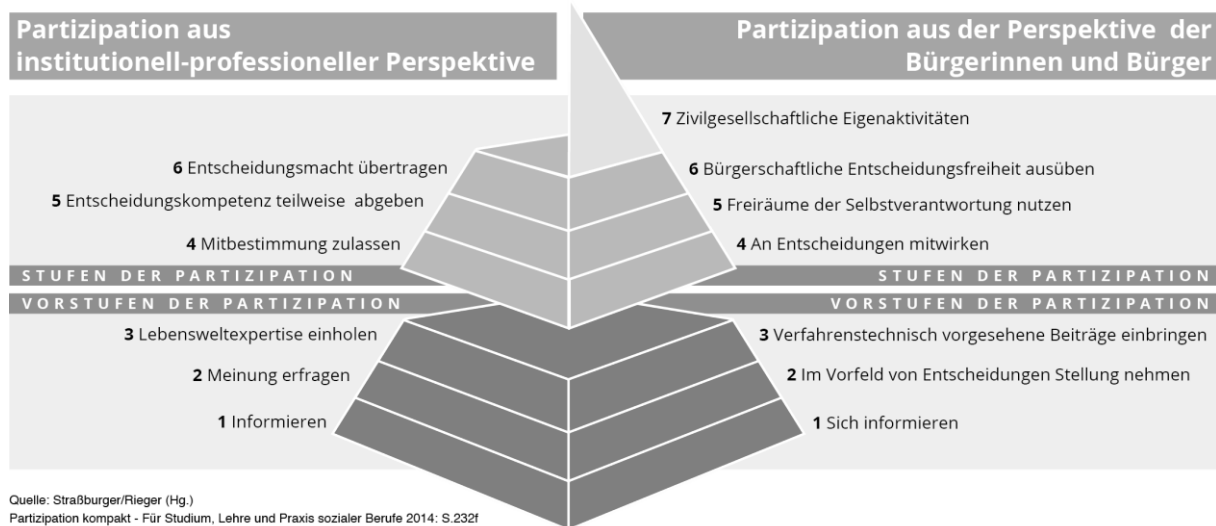 Partizipation aus
institutionell-professioneller Perspektive
Partizipation aus der Perspektive der
Bürgerinnen und Bürger
7 Zivilgesellschaftliche Eigenaktivitäten
6 Entscheidungsmacht übertragen
6 Bürgerschaftliche Entscheidungsfreiheit ausüben
5 Entscheidungskompetenz teilweise abgeben
5 Freiräume der Selbstverantwortung nutzen
4 Mitbestimmung zulassen
4 An Entscheidungen mitwirken
STUFEN DER PARTIZIPATION
STUFEN DER PARTIZIPATION
VORSTUFEN DER PARTIZIPATION
VORSTUFEN DER PARTIZIPATION
3 Lebensweltexpertise einholen
3 Verfahrenstechnisch vorgesehene Beiträge einbringen
2 Meinung erfragen
2 Im Vorfeld von Entscheidungen Stellung nehmen
1 Informieren
1 Sich informieren
Quelle: Straßburger/Rieger (Hg.)
Partizipation kompakt - Für Studium, Lehre und Praxis sozialer Berufe 2014: S.232f